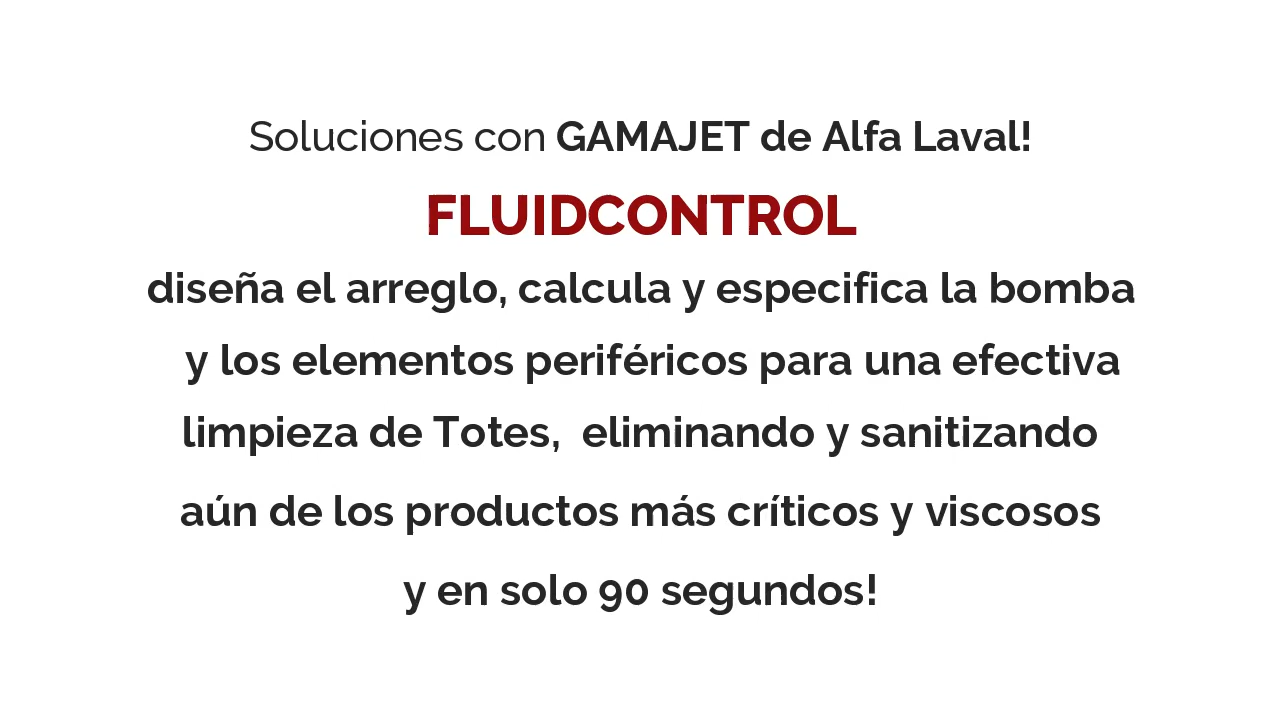 Soluciones con GAMAJET de Alfa Laval!
FLUIDCONTROL
diseña el arreglo, calcula y especifica la bomba
y los elementos periféricos para una efectiva
limpieza de Totes, eliminando y sanitizando
aún de los productos más críticos y viscosos
y en solo 90 segundos!